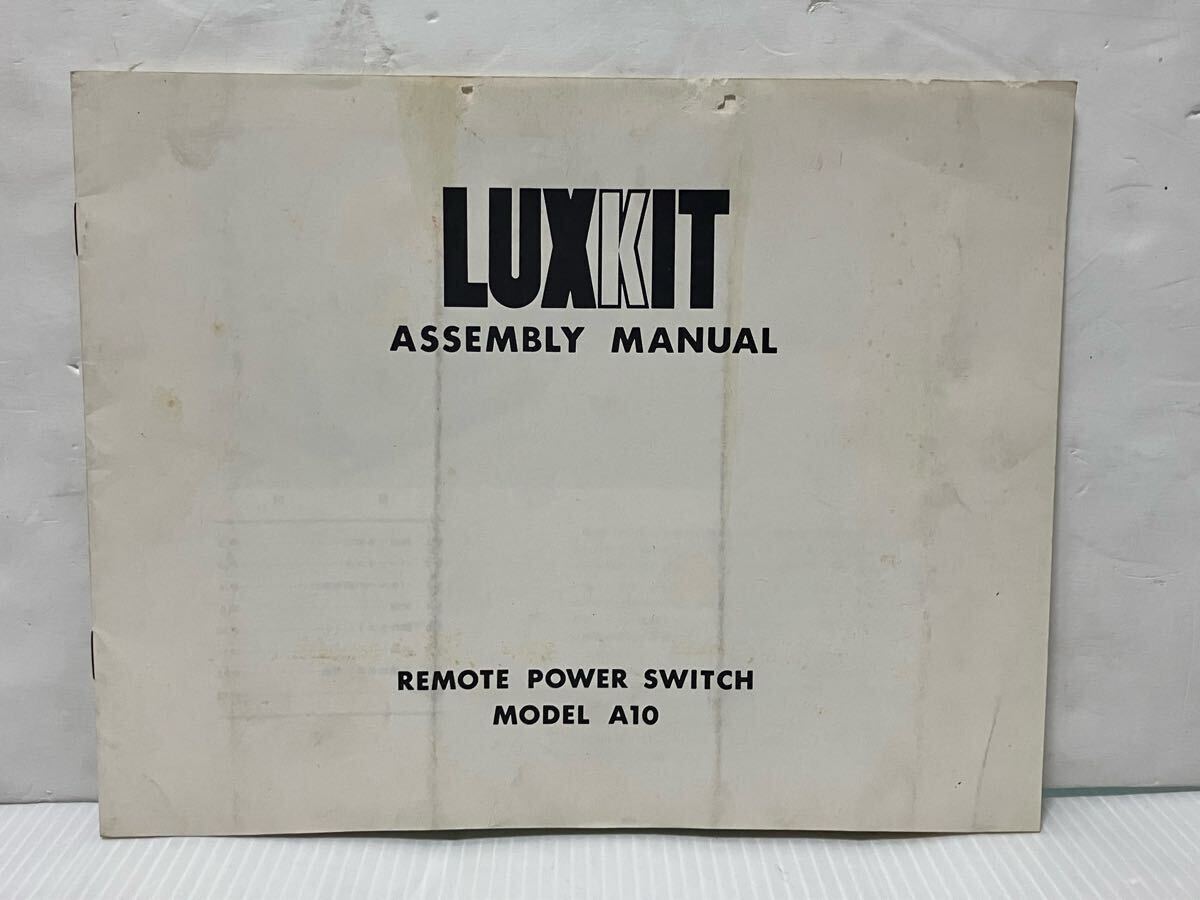 LUXKIT
ASSEMBLY MANUAL
REMOTE POWER SWITCH
MODEL A10